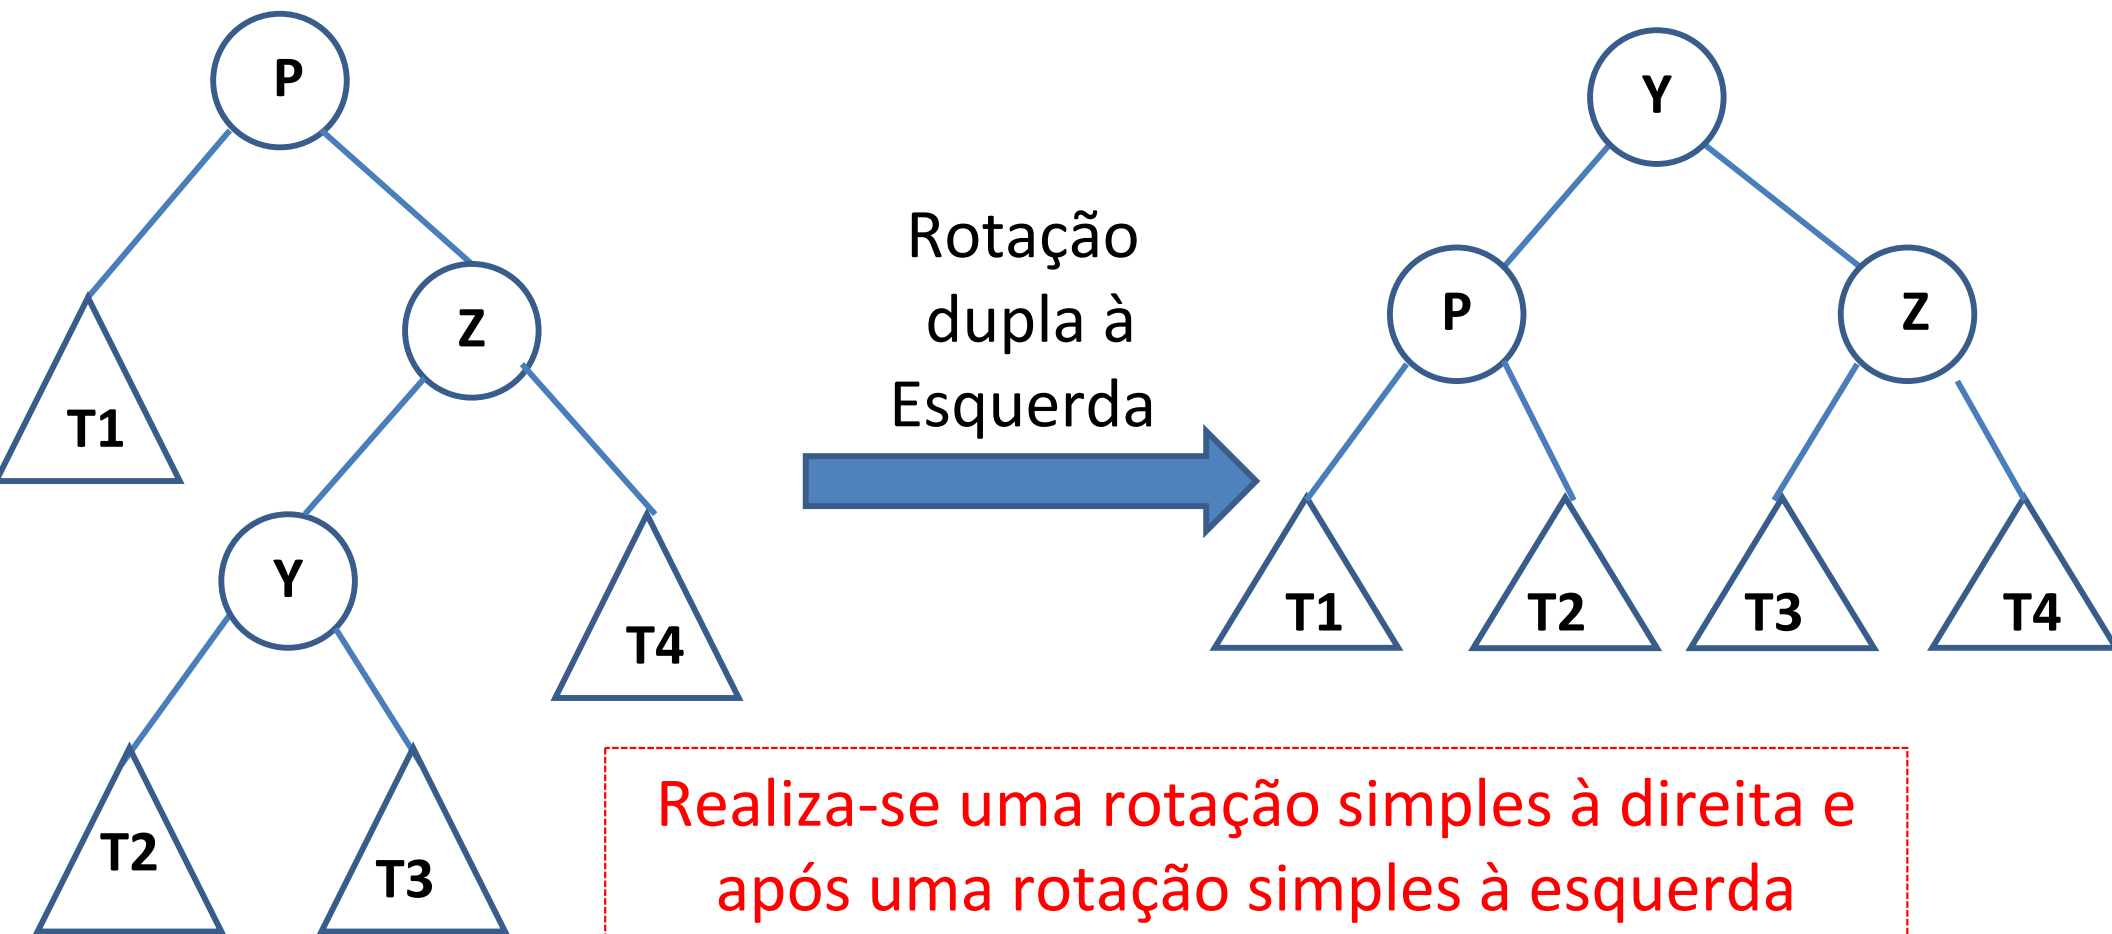 P
Z
T1
Y
T4
T2
T3
Rotação
dupla à
Esquerda
Y
P
Z
T1
T2
T3
T4
Realiza-se uma rotação simples à direita e
após uma rotação simples à esquerda